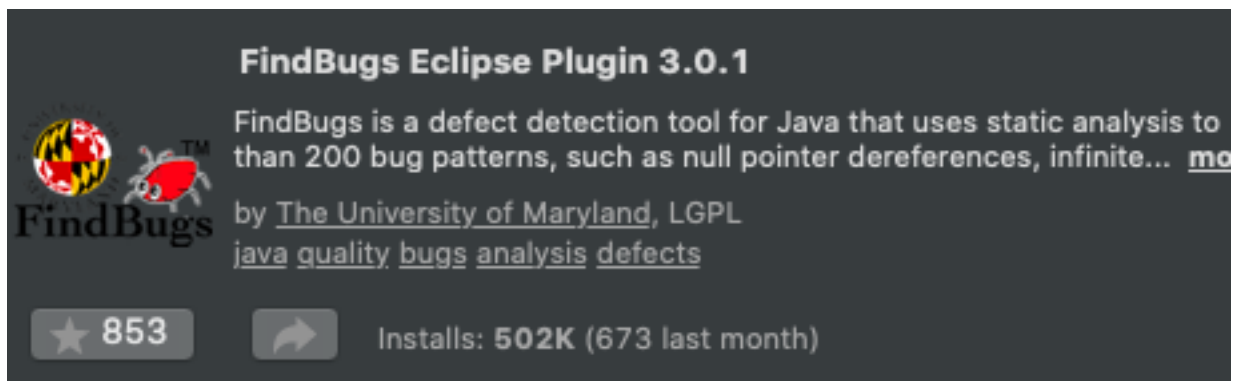 FindBugs Eclipse Plugin 3.0.1
FindBugs is a defect detection tool for Java that uses static analysis to
than 200 bug patterns, such as null pointer dereferences, infinite... mo
TM
FindBugs
by The University of Maryland, LGPL
java quality bugs analysis defects
853
Installs: 502K (673 last month)